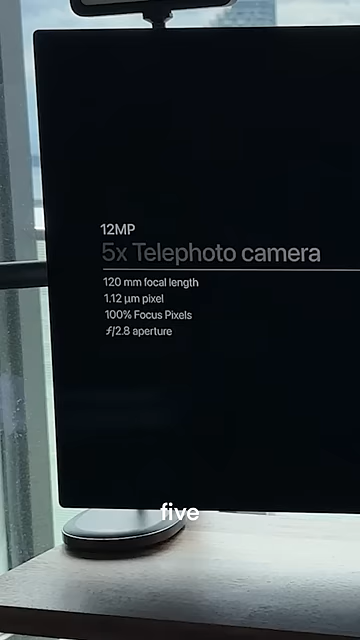 12MP
5x Telephoto camera
120 mm focal length
1.12 µm pixel
100% Focus Pixels
ƒ/2.8 aperture
five